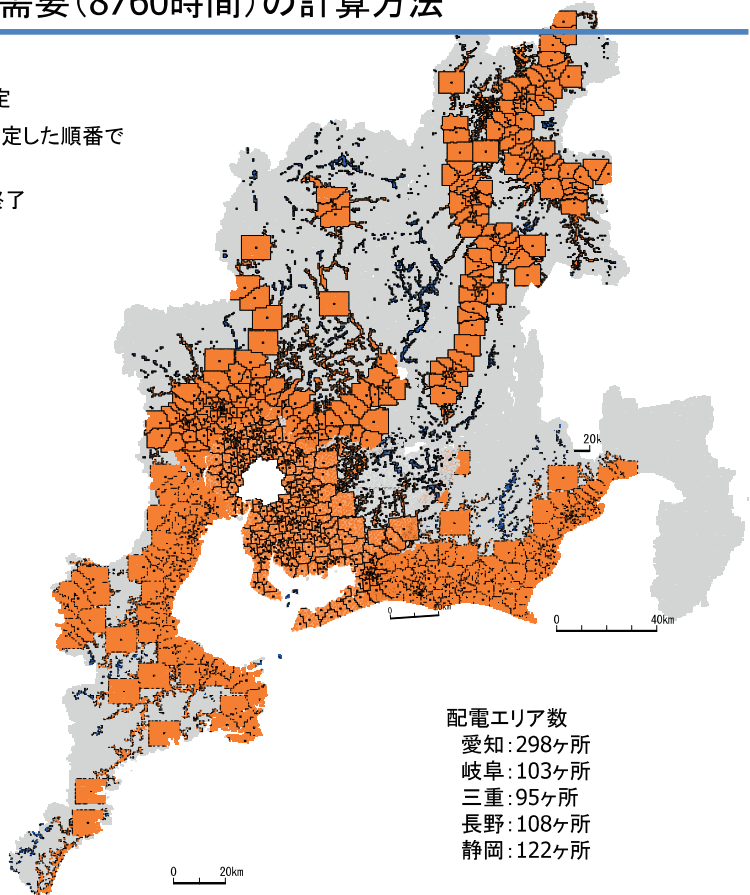 需要(8760時間)の計算方法
定
定した順番で
終了
20k
0
0 40km
配電エリア数
愛知:298ヶ所
岐阜:103ヶ所
三重:95ヶ所
長野:108ヶ所
静岡:122ヶ所
0 20km